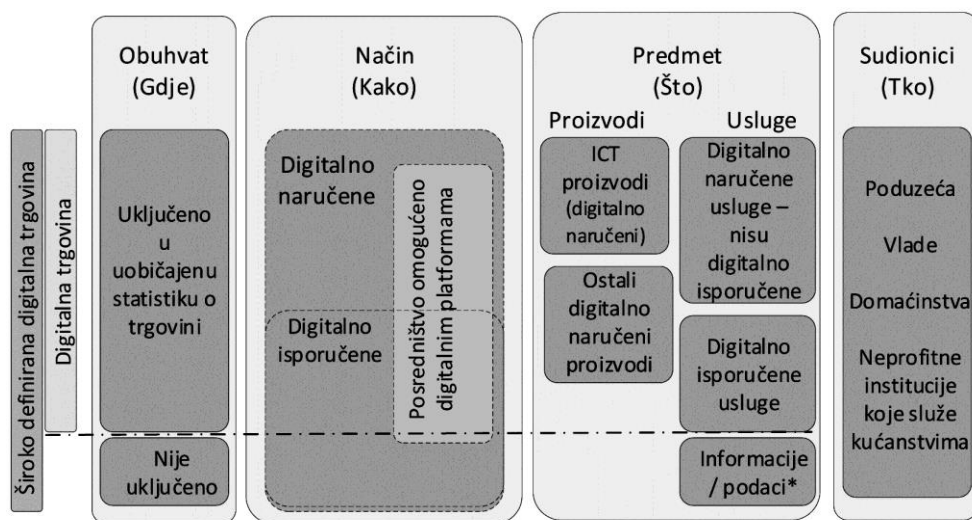 Obuhvat
(Gdje)
Način
(Kako)
Predmet
(Što)
Sudionici
(Tko)
Široko definirana digitalna trgovina
Digitalna trgovina
Uključeno
u
uobičajenu
statistiku o
trgovini
Nije
uključeno
Digitalno
naručene
Digitalno
isporučene
Posredništvo omogućeno
digitalnim platformama
Proizvodi
ICT
proizvodi
(digitalno
naručeni)
Ostali
digitalno
naručeni
proizvodi
Usluge
Digitalno
naručene
usluge –
nisu
digitalno
isporučene
Digitalno
isporučene
usluge
Informacije
/ podaci*
Poduzeća
Vlade
Domaćinstva
Neprofitne
institucije
koje služe
kućanstvima